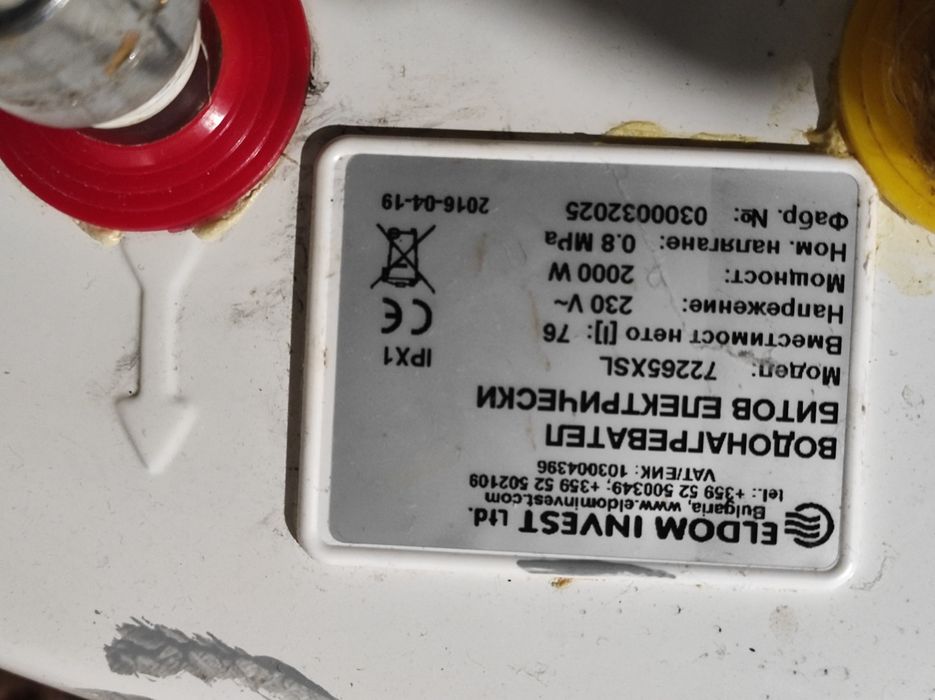 ELDOM INVEST Ltd.
Bulgaria, www.eldominvest.com
tel.: +359 52 500349; +359 52 502109
VAT/ЕИК: 103004396
ВОДОНАГРЕВАТЕЛ
БИТОВ ЕЛЕКТРИЧЕСКИ
Модел: 72265XSL
Вместимост нето [l]: 76
Напрежение: 230 V~
Мощност: 2000 W
Ном. налягане: 0.8 MPa
Фабр. №: 0300032025
IPX1
CE
2016-04-19